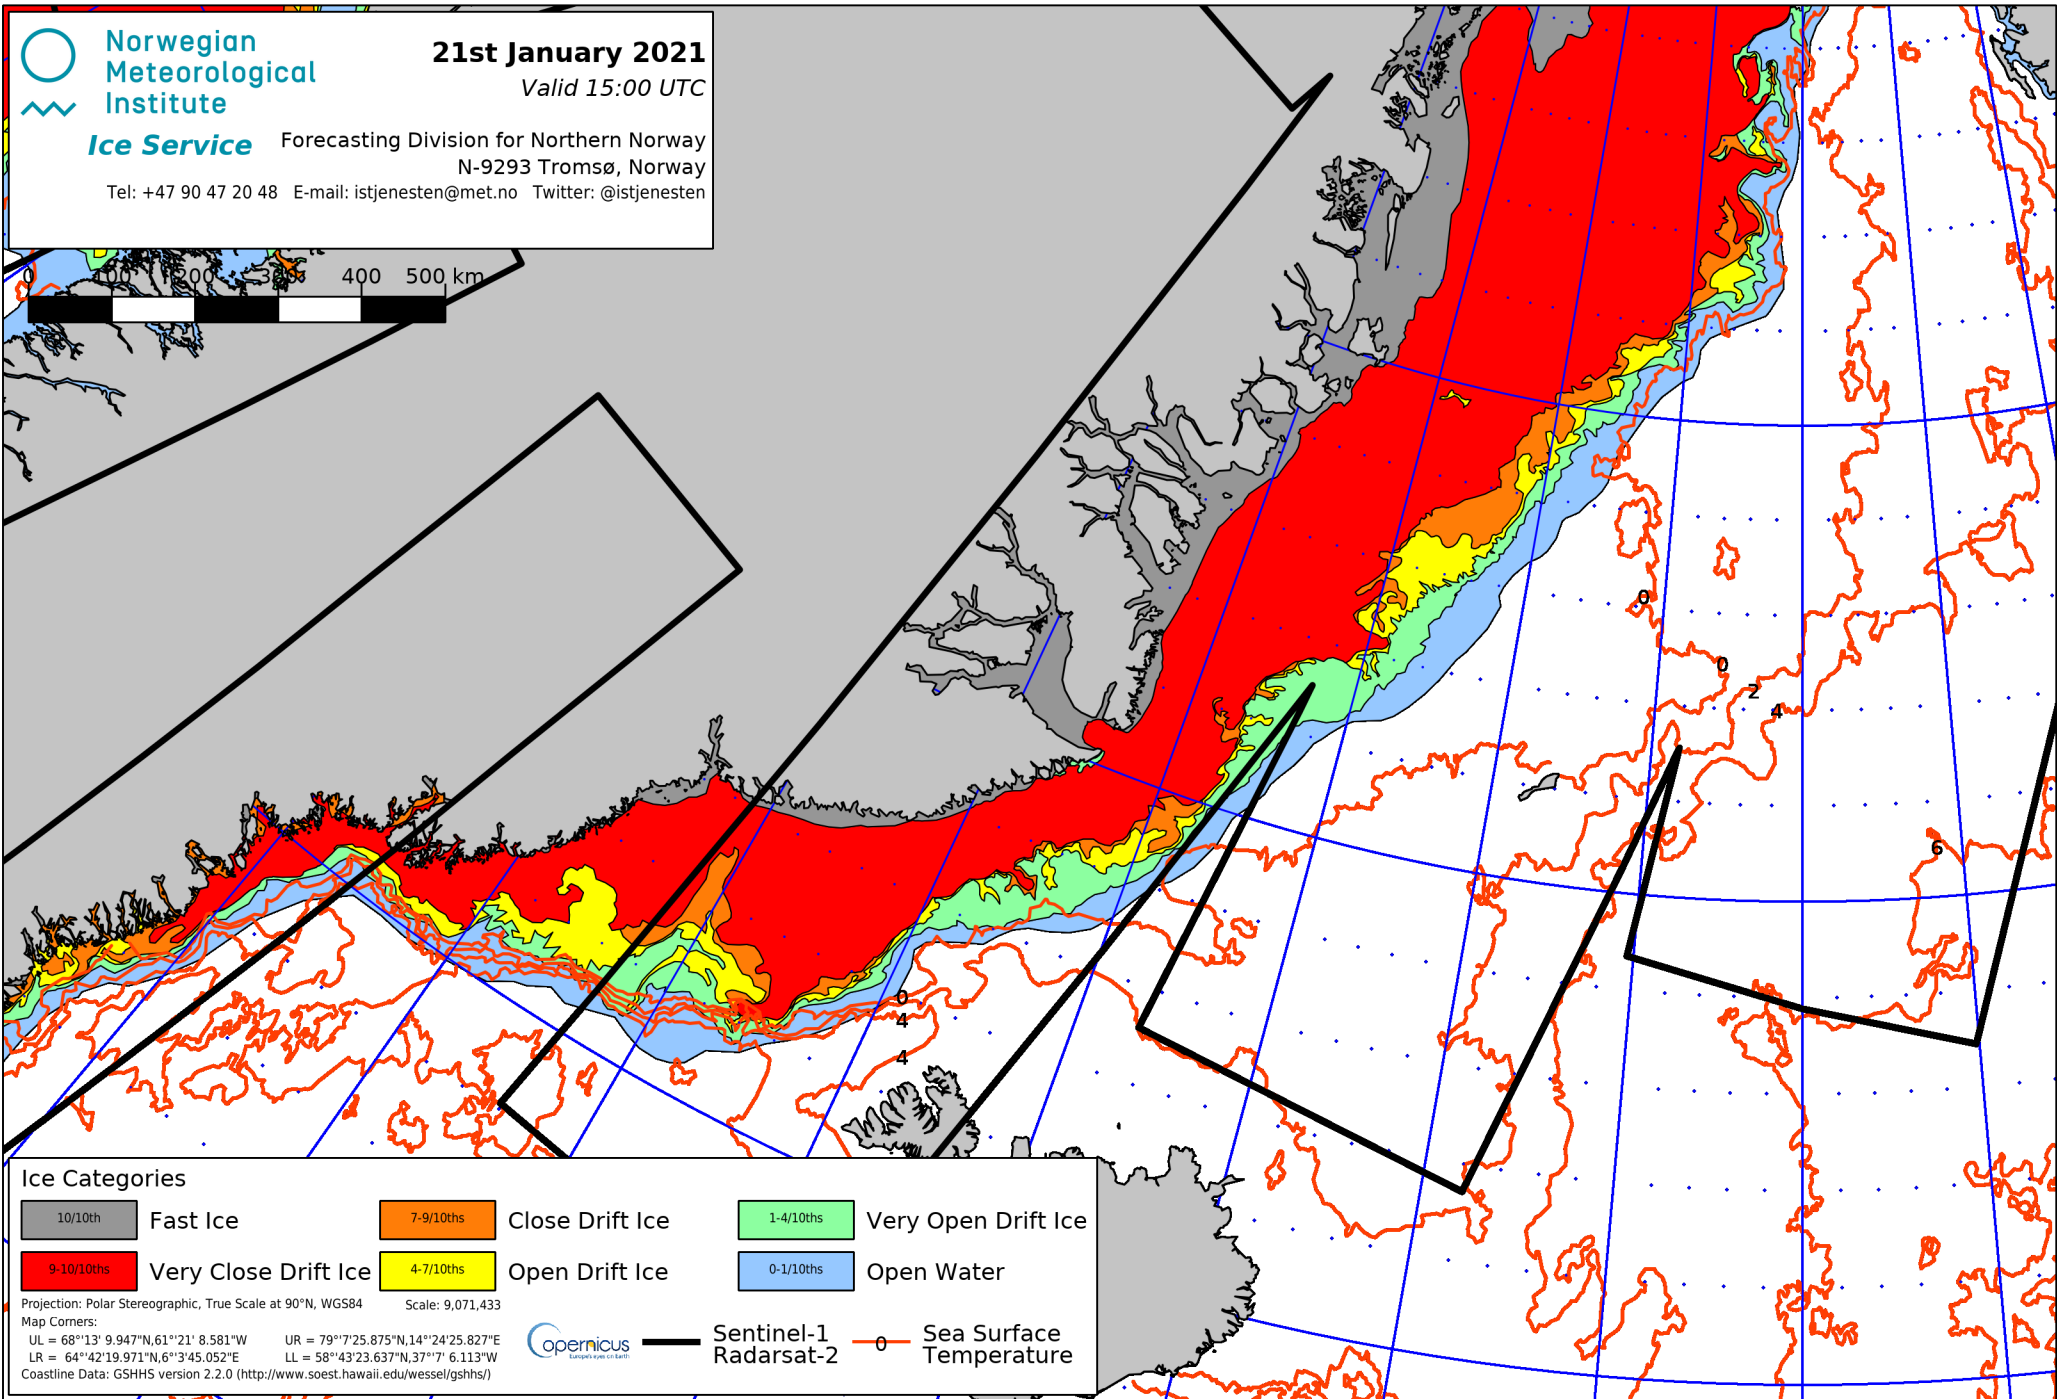 Norwegian
Meteorological
Institute
Ice Service
21st January 2021
Valid 15:00 UTC
Forecasting Division for Northern Norway
N-9293 Tromsø, Norway
Tel: +47 90 47 20 48 E-mail: istjenesten@met.no Twitter: @istjenesten
0 100 200 300 400 500 km
0
0
2
4
6
0
4
4
Ice Categories
10/10th Fast Ice
7-9/10ths Close Drift Ice
1-4/10ths Very Open Drift Ice
9-10/10ths Very Close Drift Ice
4-7/10ths Open Drift Ice
0-1/10ths Open Water
Projection: Polar Stereographic, True Scale at 90°N, WGS84 Scale: 9,071,433
Map Corners:
UL = 68°'13' 9.947"N,61°'21' 8.581"W UR = 79°'7'25.875"N,14°'24'25.827"E
LR = 64°'42'19.971"N,6°'3'45.052"E LL = 58°'43'23.637"N,37°'7' 6.113"W
Coastline Data: GSHHS version 2.2.0 (http://www.soest.hawaii.edu/wessel/gshhs/)
opernicus
Europe's eyes on Earth
Sentinel-1
Radarsat-2
0
Sea Surface
Temperature